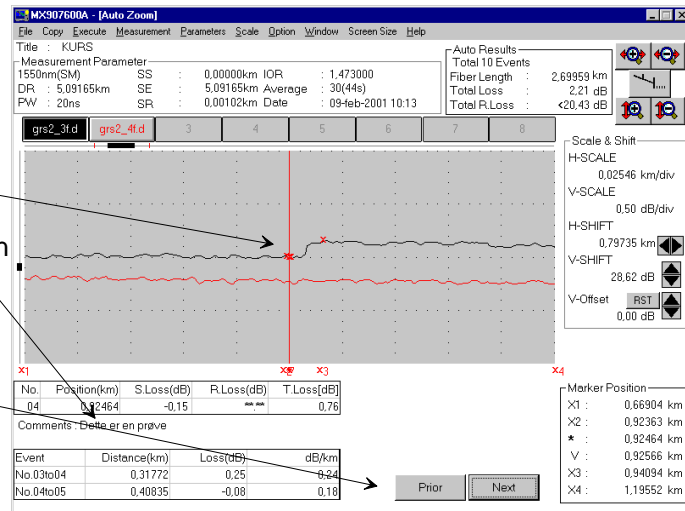 MX907600A - [Auto Zoom]
File Copy Execute Measurement Parameters Scale Option Window Screen Size Help
Title : KURS
Measurement Parameter
1550nm(SM) SS : 0,00000km IOR : 1,473000
DR : 5,09165km SE : 5,09165km Average : 30(44s)
PW : 20ns SR : 0,00102km Date : 09-feb-2001 10:13
Auto Results
Total 10 Events
Fiber Length : 2,69959 km
Total Loss : 2,21 dB
Total R.Loss : <20,43 dB
grs2_3f.d grs2_4f.d 3 4 5 6 7 8
Scale & Shift
H-SCALE
0,02546 km/div
V-SCALE
0,50 dB/div
H-SHIFT
0,79735 km
V-SHIFT
28,62 dB
V-Offset RST
0,00 dB
n
x1 x3 x4
No. Position(km) S.Loss(dB) R.Loss(dB) T.Loss[dB]
04 0,92464 -0,15 **.** 0,76
Comments : Dette er en prøve
Event Distance(km) Loss(dB) dB/km
No.03to04 0,31772 0,25 0,24
No.04to05 0,40835 -0,08 0,18
Prior Next
Marker Position
X1 : 0,66904 km
X2 : 0,92363 km
* : 0,92464 km
V : 0,92566 km
X3 : 0,94094 km
X4 : 1,19552 km